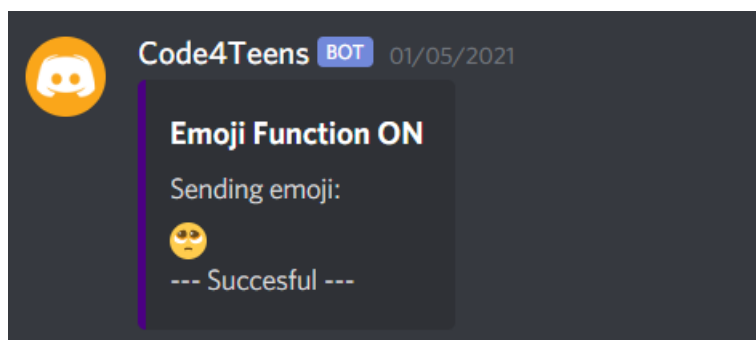 Code4Teens BOT 01/05/2021
Emoji Function ON
Sending emoji:
🥺
--- Succesful ---